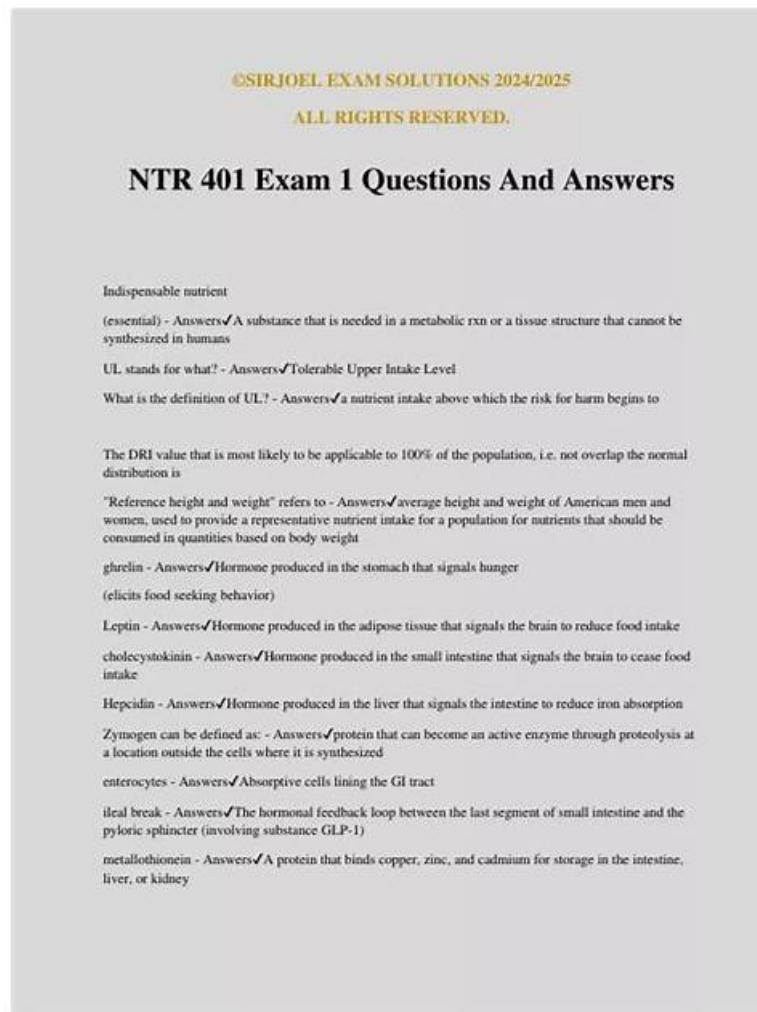 ©SIRJOEL EXAM SOLUTIONS 2024/2025
ALL RIGHTS RESERVED.
NTR 401 Exam 1 Questions And Answers
Indispensable nutrient
(essential) - Answers✓A substance that is needed in a metabolic rxn or a tissue structure that cannot be
synthesized in humans
UL stands for what? - Answers✓Tolerable Upper Intake Level
What is the definition of UL? - Answers✓a nutrient intake above which the risk for harm begins to
The DRI value that is most likely to be applicable to 100% of the population, i.e. not overlap the normal
distribution is
"Reference height and weight" refers to - Answers✓average height and weight of American men and
women, used to provide a representative nutrient intake for a population for nutrients that should be
consumed in quantities based on body weight
ghrelin - Answers✓Hormone produced in the stomach that signals hunger
(elicits food seeking behavior)
Leptin - Answers✓Hormone produced in the adipose tissue that signals the brain to reduce food intake
cholecystokinin - Answers✓Hormone produced in the small intestine that signals the brain to cease food
intake
Hepcidin - Answers✓Hormone produced in the liver that signals the intestine to reduce iron absorption
Zymogen can be defined as: - Answers✓protein that can become an active enzyme through proteolysis at
a location outside the cells where it is synthesized
enterocytes - Answers✓Absorptive cells lining the GI tract
ileal break - Answers✓The hormonal feedback loop between the last segment of small intestine and the
pyloric sphincter (involving substance GLP-1)
metallothionein - Answers✓A protein that binds copper, zinc, and cadmium for storage in the intestine,
liver, or kidney